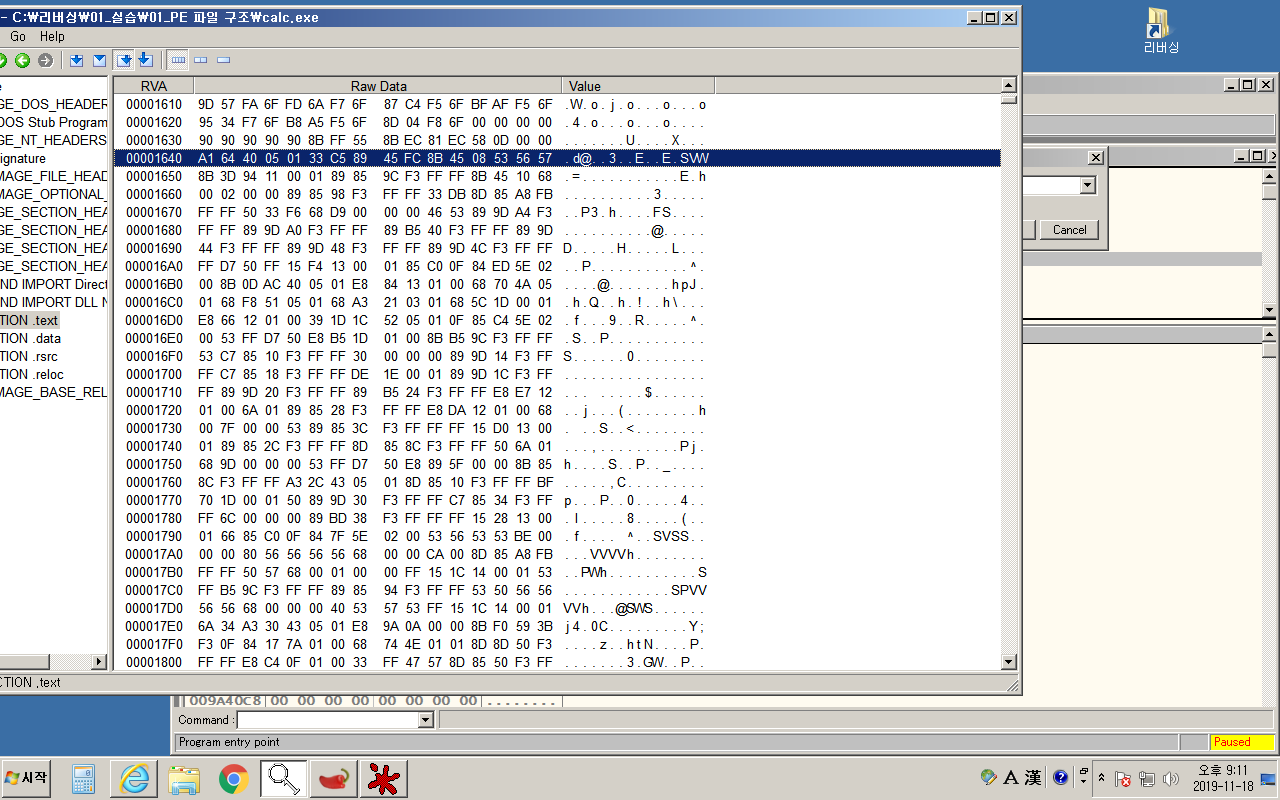 - C:₩리버싱₩01_실습₩01_PE 파일 구조₩calc.exe
Go Help
리버싱
RVA Raw Data Value
GE_DOS_HEADER
DOS Stub Program
GE_NT_HEADERS
ignature
MAGE_FILE_HEAD
MAGE_OPTIONAL_
GE_SECTION_HEA
GE_SECTION_HEA
GE_SECTION_HEA
GE_SECTION_HEA
ND IMPORT Direct
ND IMPORT DLL N
TION .text
TION .data
TION .rsrc
TION .reloc
MAGE_BASE_REL
00001610 9D 57 FA 6F FD 6A F7 6F 87 C4 F5 6F BF AF F5 6F .W.o.j.o...o...o
00001620 95 34 F7 6F B8 A5 F5 6F 8D 04 F8 6F 00 00 00 00 .4.o...o...o....
00001630 90 90 90 90 90 8B FF 55 8B EC 81 EC 58 0D 00 00 .......U....X...
00001640 A1 64 40 05 01 33 C5 89 45 FC 8B 45 08 53 56 57 .d@..3..E..E.SVW
00001650 8B 3D 94 11 00 01 89 85 9C F3 FF FF 8B 45 10 68 .=...........E.h
00001660 00 02 00 00 89 85 98 F3 FF FF 33 DB 8D 85 A8 FB ..........3.....
00001670 FF FF 50 33 F6 68 D9 00 00 00 46 53 89 9D A4 F3 ..P3.h....FS....
00001680 FF FF 89 9D A0 F3 FF FF 89 B5 40 F3 FF FF 89 9D ..........@.....
00001690 44 F3 FF FF 89 9D 48 F3 FF FF 89 9D 4C F3 FF FF D.....H.....L...
000016A0 FF D7 50 FF 15 F4 13 00 01 85 C0 0F 84 ED 5E 02 ..P...........^.
000016B0 00 8B 0D AC 40 05 01 E8 84 13 01 00 68 70 4A 05 ....@.......hpJ.
000016C0 01 68 F8 51 05 01 68 A3 21 03 01 68 5C 1D 00 01 .h.Q..h.!..h\...
000016D0 E8 66 12 01 00 39 1D 1C 52 05 01 0F 85 C4 5E 02 .f...9..R.....^.
000016E0 00 53 FF D7 50 E8 B5 1D 01 00 8B B5 9C F3 FF FF .S..P...........
000016F0 53 C7 85 10 F3 FF FF 30 00 00 00 89 9D 14 F3 FF S......0........
00001700 FF C7 85 18 F3 FF FF DE 1E 00 01 89 9D 1C F3 FF ................
00001710 FF 89 9D 20 F3 FF FF 89 B5 24 F3 FF FF E8 E7 12 ... .....$......
00001720 01 00 6A 01 89 85 28 F3 FF FF E8 DA 12 01 00 68 ..j...(........h
00001730 00 7F 00 00 53 89 85 3C F3 FF FF FF 15 D0 13 00 ....S..<........
00001740 01 89 85 2C F3 FF FF 8D 85 8C F3 FF FF 50 6A 01 ...,.........Pj.
00001750 68 9D 00 00 00 53 FF D7 50 E8 89 5F 00 00 8B 85 h....S..P.._....
00001760 8C F3 FF FF A3 2C 43 05 01 8D 85 10 F3 FF FF BF .....,C.........
00001770 70 1D 00 01 50 89 9D 30 F3 FF FF C7 85 34 F3 FF p...P..0.....4..
00001780 FF 6C 00 00 00 89 BD 38 F3 FF FF FF 15 28 13 00 .l.....8.....(..
00001790 01 66 85 C0 0F 84 7F 5E 02 00 53 56 53 53 BE 00 .f.....^..SVSS..
000017A0 00 00 80 56 56 56 56 68 00 00 CA 00 8D 85 A8 FB ...VVVVh........
000017B0 FF FF 50 57 68 00 01 00 00 FF 15 1C 14 00 01 53 ..PWh..........S
000017C0 FF B5 9C F3 FF FF 89 85 94 F3 FF FF 53 50 56 56 ............SPVV
000017D0 56 56 68 00 00 00 40 53 57 53 FF 15 1C 14 00 01 VVh...@SWS......
000017E0 6A 34 A3 30 43 05 01 E8 9A 0A 00 00 8B F0 59 3B j4.0C.........Y;
000017F0 F3 0F 84 17 7A 01 00 68 74 4E 01 01 8D 8D 50 F3 ....z..htN....P.
00001800 FF FF E8 C4 0F 01 00 33 FF 47 57 8D 85 50 F3 FF .......3.GW..P..
CTION .text
Cancel
009A40C8 00 00 00 00 00 00 00 00 ........
Command :
Program entry point
Paused
시작
A 漢
오후 9:11
2019-11-18